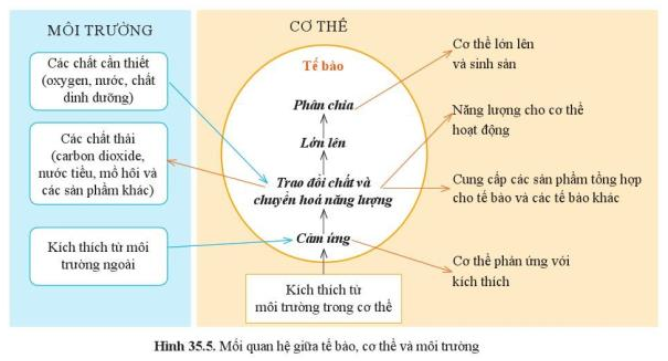 MÔI TRƯỜNG
Các chất cần thiết
(oxygen, nước, chất
dinh dưỡng)
Các chất thải
(carbon dioxide,
nước tiểu, mồ hôi và
các sản phẩm khác)
Kích thích từ môi
trường ngoài
CƠ THỂ
Tế bào
Phân chia
Lớn lên
Trao đổi chất và
chuyển hoá năng lượng
Cảm ứng
Kích thích từ
môi trường trong cơ thể
Cơ thể lớn lên
và sinh sản
Năng lượng cho cơ thể
hoạt động
Cung cấp các sản phẩm tổng hợp
cho tế bào và các tế bào khác
Cơ thể phản ứng với
kích thích
Hình 35.5. Mối quan hệ giữa tế bào, cơ thể và môi trường